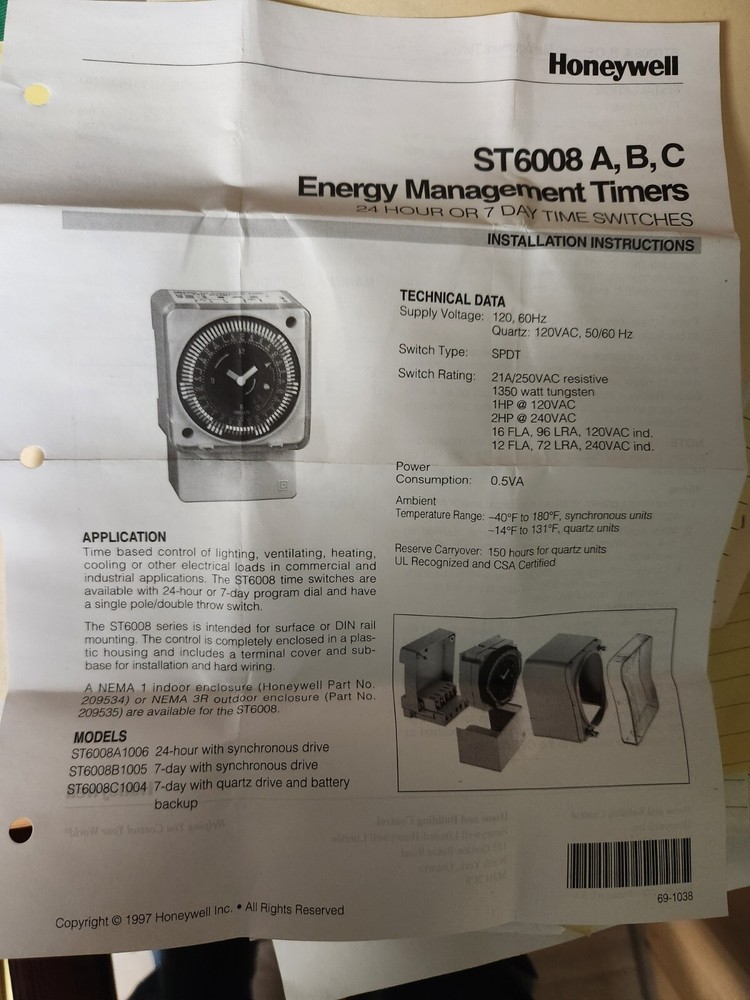 Honeywell
ST6008 A, B, C
Energy Management Timers
24 HOUR OR 7 DAY TIME SWITCHES
INSTALLATION INSTRUCTIONS
TECHNICAL DATA
Supply Voltage: 120, 60Hz
Quartz: 120VAC, 50/60 Hz
Switch Type: SPDT
Switch Rating: 21A/250VAC resistive
1350 watt tungsten
1HP @ 120VAC
2HP @ 240VAC
16 FLA, 96 LRA, 120VAC ind.
12 FLA, 72 LRA, 240VAC ind.
Power
Consumption: 0.5VA
Ambient
Temperature Range: –40°F to 180°F, synchronous units
–14°F to 131°F, quartz units
Reserve Carryover: 150 hours for quartz units
UL Recognized and CSA Certified
APPLICATION
Time based control of lighting, ventilating, heating,
cooling or other electrical loads in commercial and
industrial applications. The ST6008 time switches are
available with 24-hour or 7-day program dial and have
a single pole/double throw switch.
The ST6008 series is intended for surface or DIN rail
mounting. The control is completely enclosed in a plas-
tic housing and includes a terminal cover and sub-
base for installation and hard wiring.
A NEMA 1 indoor enclosure (Honeywell Part No.
209534) or NEMA 3R outdoor enclosure (Part No.
209535) are available for the ST6008.
MODELS
ST6008A1006 24-hour with synchronous drive
ST6008B1005 7-day with synchronous drive
ST6008C1004 7-day with quartz drive and battery
backup
69-1038
Copyright © 1997 Honeywell Inc. • All Rights Reserved